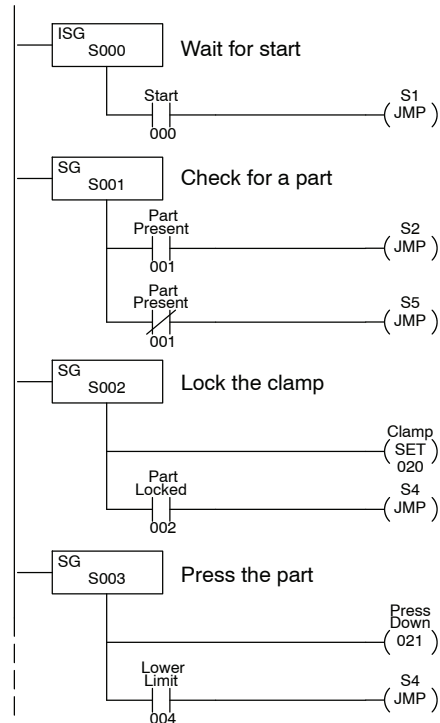 ISG
S000
Wait for start
Start
000
S1
JMP
SG
S001
Check for a part
Part
Present
001
S2
JMP
Part
Present
001
S5
JMP
SG
S002
Lock the clamp
Clamp
SET
020
Part
Locked
002
S4
JMP
SG
S003
Press the part
Press
Down
021
Lower
Limit
004
S4
JMP